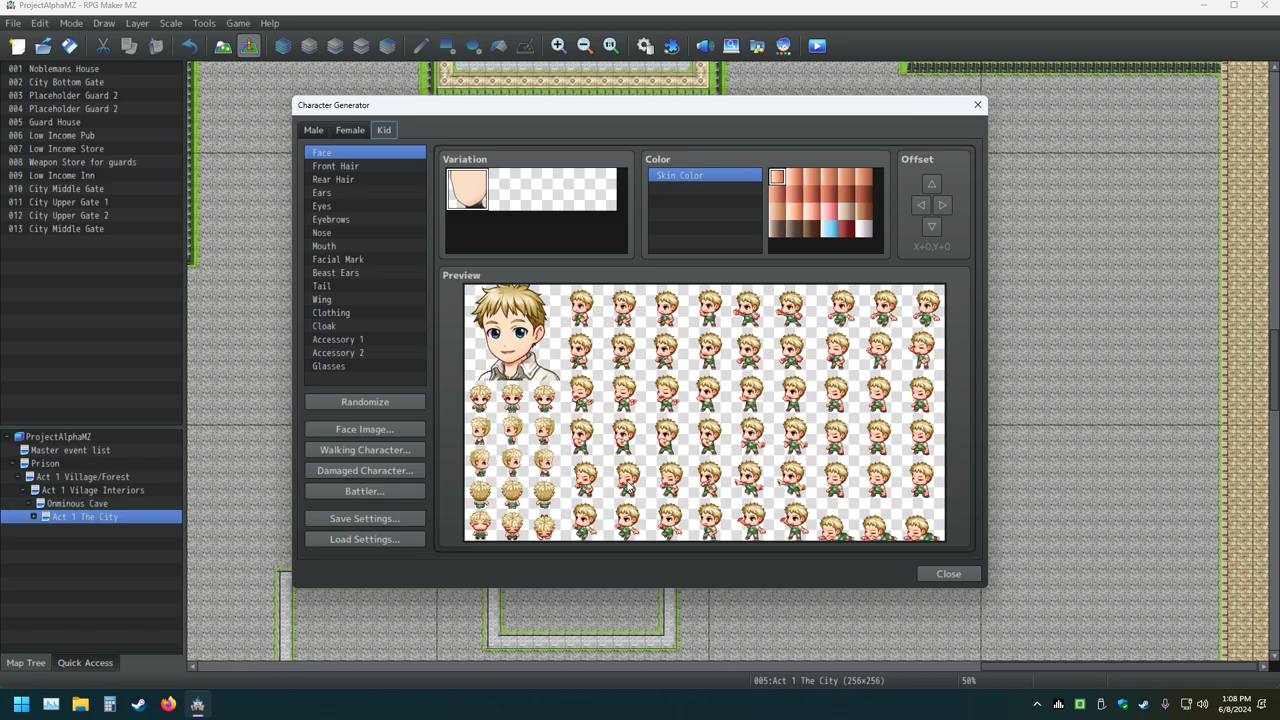 ProjectAlphaMZ - RPG Maker MZ
File Edit Mode Draw Layer Scale Tools Game Help
001 Noblemans House
002 City Bottom Gate
003 Placeholder Guard 2
004 Placeholder Guard 2
005 Guard House
006 Low Income Pub
007 Low Income Store
008 Weapon Store for guards
009 Low Income Inn
010 City Middle Gate
011 City Upper Gate 1
012 City Upper Gate 2
013 City Middle Gate
ProjectAlphaMZ
Master event list
Prison
Act 1 Village/Forest
Act 1 Vilage Interiors
Onminous Cave
Act 1 The City
Map Tree Quick Access
Character Generator
Male Female Kid
Face
Front Hair
Rear Hair
Ears
Eyes
Eyebrows
Nose
Mouth
Facial Mark
Beast Ears
Tail
Wing
Clothing
Cloak
Accessory 1
Accessory 2
Glasses
Randomize
Face Image...
Walking Character...
Damaged Character...
Battler...
Save Settings...
Load Settings...
Variation
Color
Skin Color
Offset
X+0,Y+0
Preview
Close
005:Act 1 The City (256x256) 50%
1:08 PM
6/8/2024